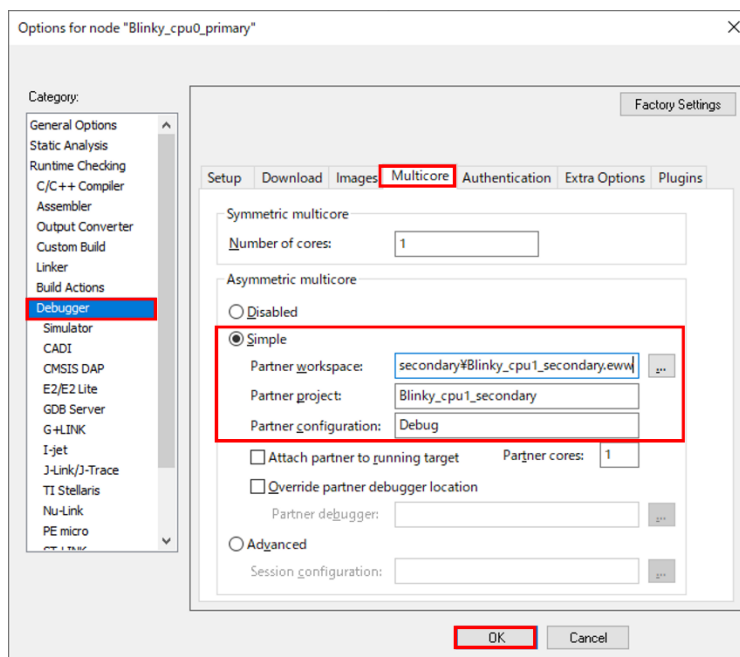 Options for node "Blinky_cpu0_primary"
Category:
Factory Settings
General Options
Static Analysis
Runtime Checking
C/C++ Compiler
Assembler
Output Converter
Custom Build
Linker
Build Actions
Debugger
Simulator
CADI
CMSIS DAP
E2/E2 Lite
GDB Server
G+LINK
I-jet
J-Link/J-Trace
TI Stellaris
Nu-Link
PE micro
ST-LINK
Setup Download Images Multicore Authentication Extra Options Plugins
Symmetric multicore
Number of cores: 1
Asymmetric multicore
Disabled
Simple
Partner workspace: secondary¥Blinky_cpu1_secondary.eww ...
Partner project: Blinky_cpu1_secondary
Partner configuration: Debug
Attach partner to running target Partner cores: 1
Override partner debugger location
Partner debugger: ...
Advanced
Session configuration: ...
OK Cancel